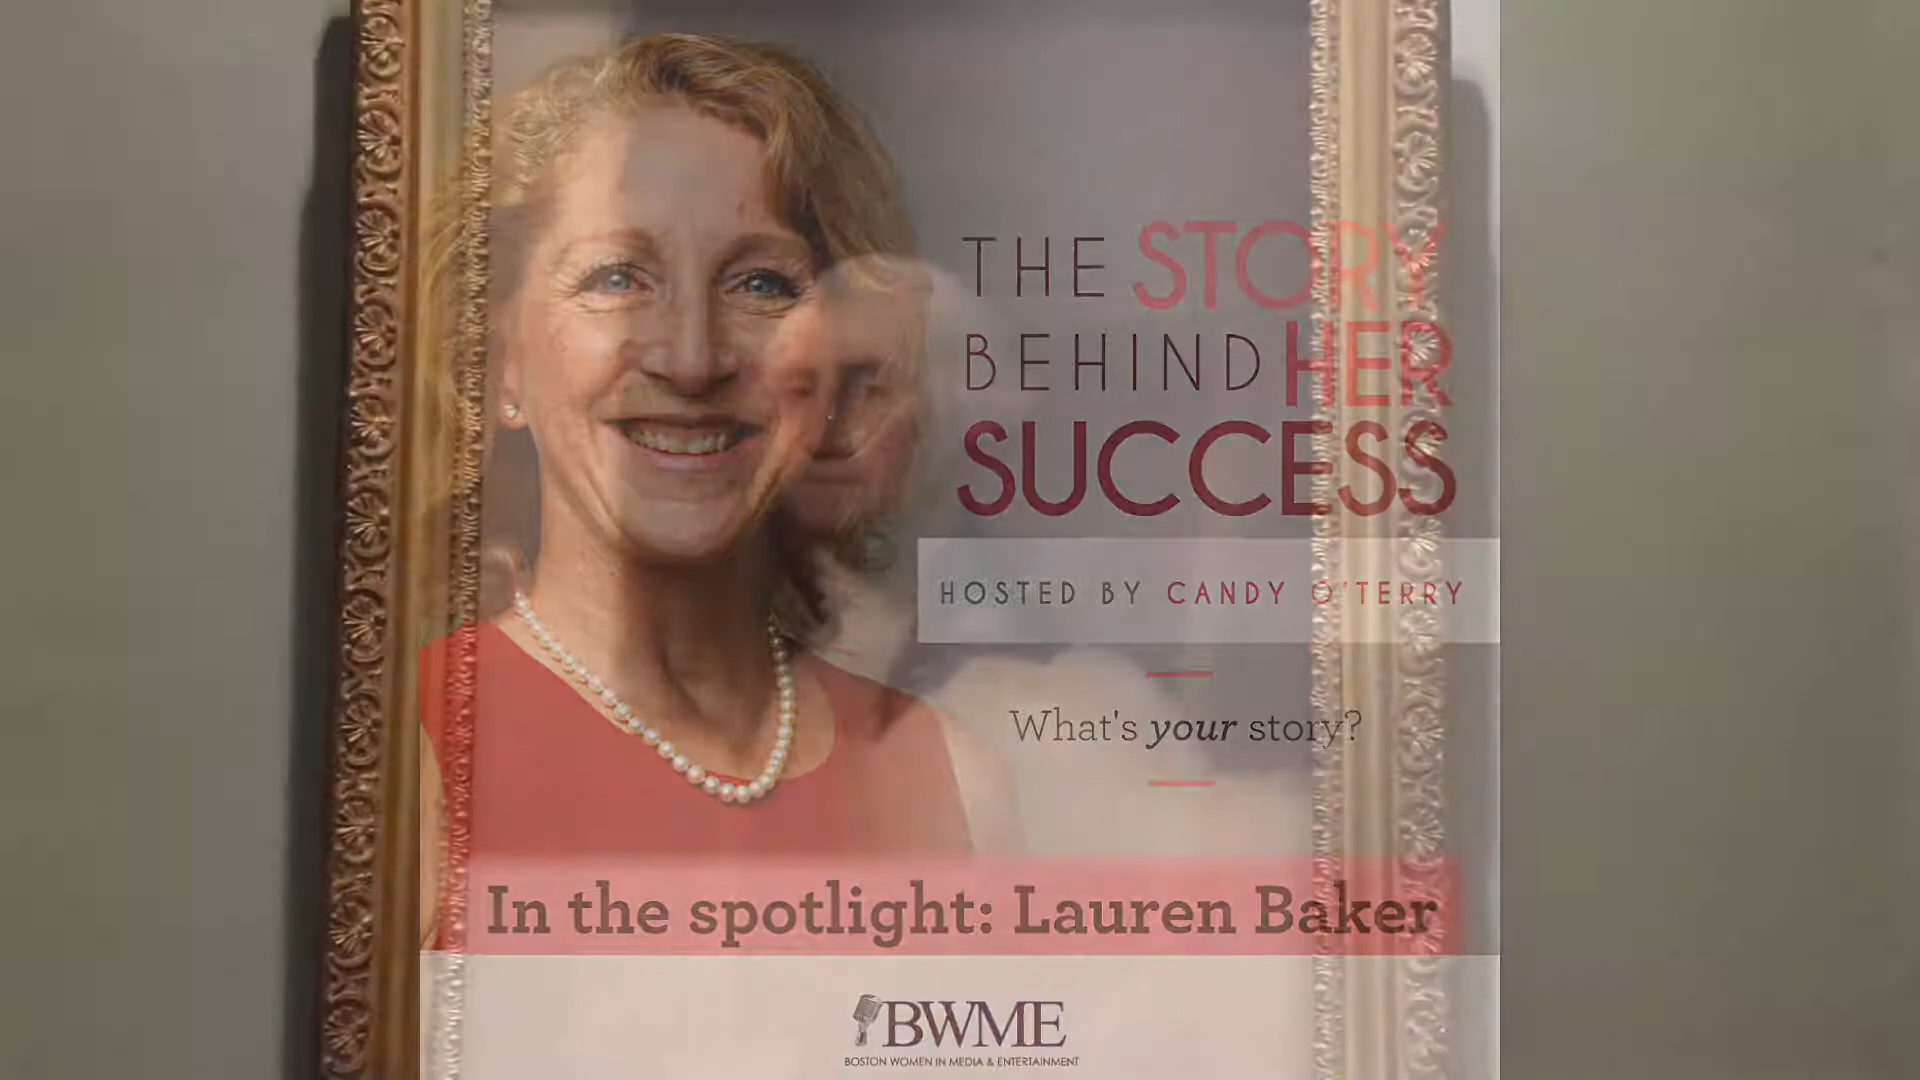 THE STORY
BEHIND HER
SUCCESS
HOSTED BY CANDY O'TERRY
What's your story?
In the spotlight: Lauren Baker
BWME
BOSTON WOMEN IN MEDIA & ENTERTAINMENT